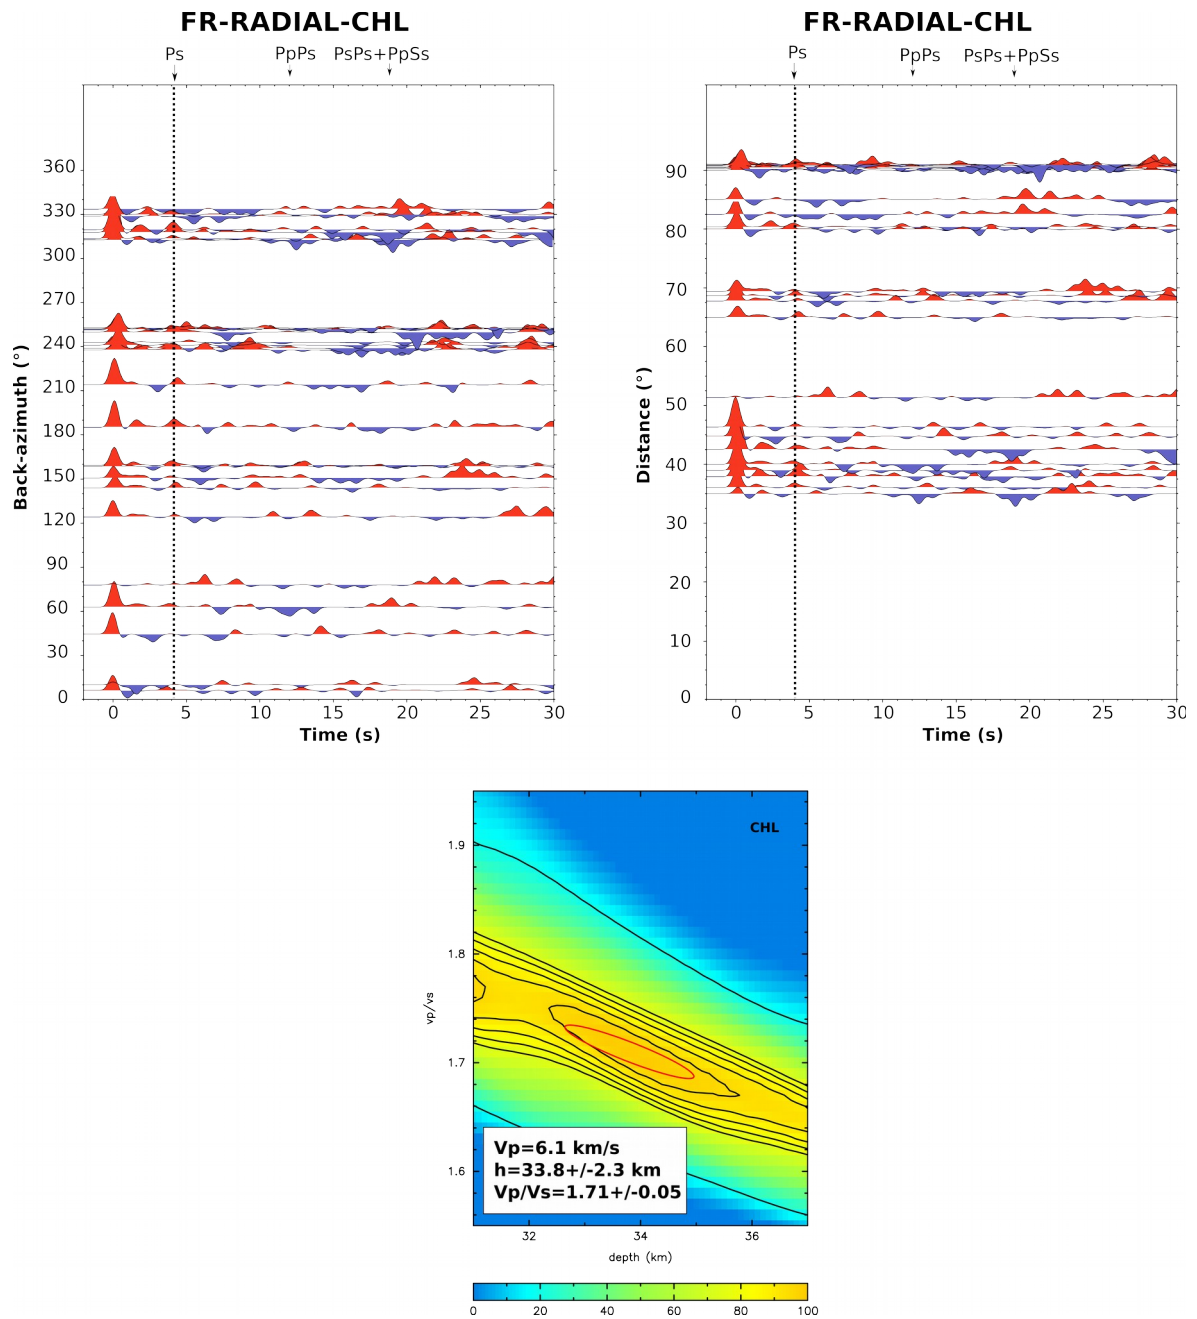 FR-RADIAL-CHL
Ps PpPs PsPs+PpSs
360
330
300
270
240
210
180
150
120
90
60
30
0
Back-azimuth (°)
0 5 10 15 20 25 30
Time (s)
FR-RADIAL-CHL
Ps PpPs PsPs+PpSs
90
80
70
60
50
40
30
20
10
0
Distance (°)
0 5 10 15 20 25 30
Time (s)
CHL
1.9
1.8
1.7
1.6
vp/vs
Vp=6.1 km/s
h=33.8+/-2.3 km
Vp/Vs=1.71+/-0.05
32 34 36
depth (km)
0 20 40 60 80 100